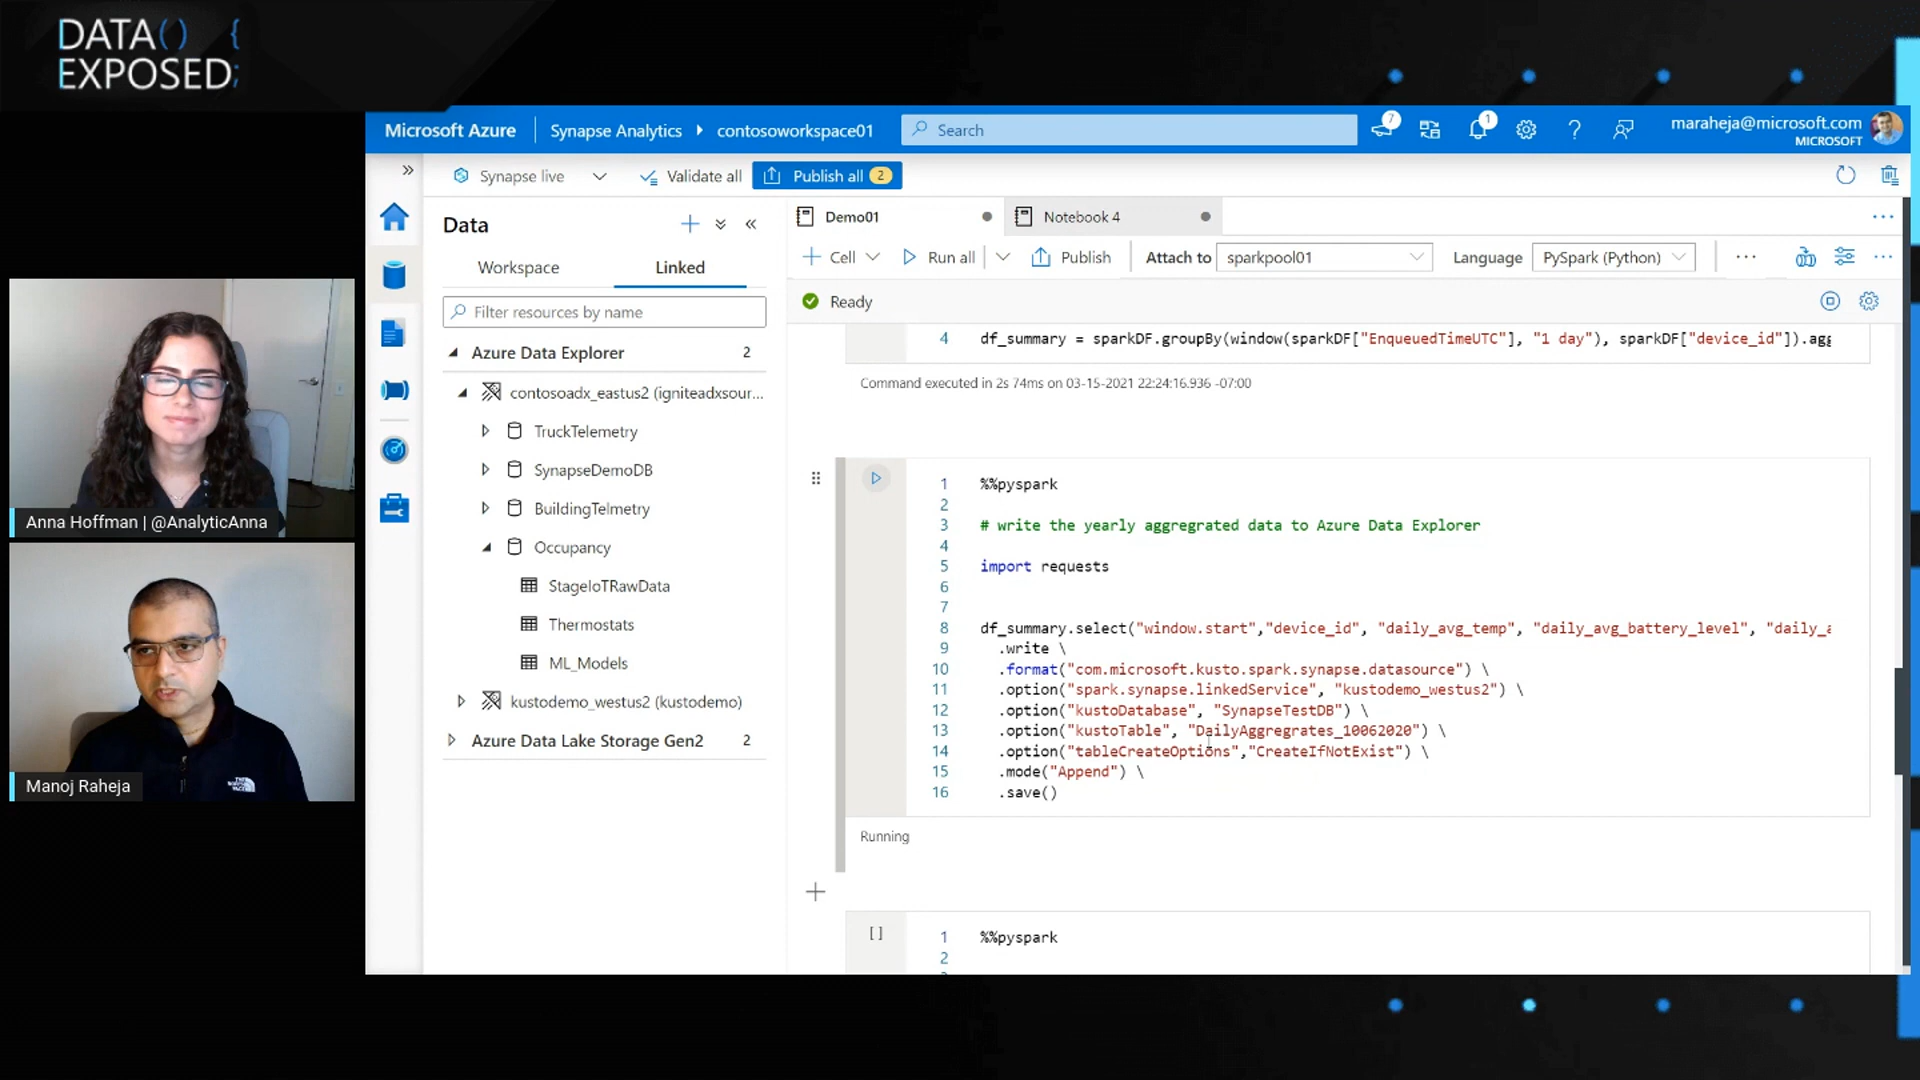 DATA() {
EXPOSED;
Microsoft Azure
Synapse Analytics
contosoworkspace01
Search
7
1
maraheja@microsoft.com
MICROSOFT
Synapse live
Validate all
Publish all 2
Data
Workspace
Linked
Filter resources by name
Azure Data Explorer 2
contosoadx_eastus2 (igniteadxsour...
TruckTelemetry
SynapseDemoDB
BuildingTelmetry
Occupancy
StageIoTRawData
Thermostats
ML_Models
kustodemo_westus2 (kustodemo)
Azure Data Lake Storage Gen2 2
Demo01
Notebook 4
Cell
Run all
Publish
Attach to sparkpool01
Language PySpark (Python)
Ready
4 df_summary = sparkDF.groupBy(window(sparkDF["EnqueuedTimeUTC"], "1 day"), sparkDF["device_id"]).agg
Command executed in 2s 74ms on 03-15-2021 22:24:16.936 -07:00
1 %%pyspark
2
3 # write the yearly aggregrated data to Azure Data Explorer
4
5 import requests
6
7
8 df_summary.select("window.start","device_id", "daily_avg_temp", "daily_avg_battery_level", "daily_a
9 .write \
10 .format("com.microsoft.kusto.spark.synapse.datasource") \
11 .option("spark.synapse.linkedService", "kustodemo_westus2") \
12 .option("kustoDatabase", "SynapseTestDB") \
13 .option("kustoTable", "DailyAggregrates_10062020") \
14 .option("tableCreateOptions","CreateIfNotExist") \
15 .mode("Append") \
16 .save()
Running
[ ]
1 %%pyspark
2
Anna Hoffman | @AnalyticAnna
Manoj Raheja
THE NORTH FACE